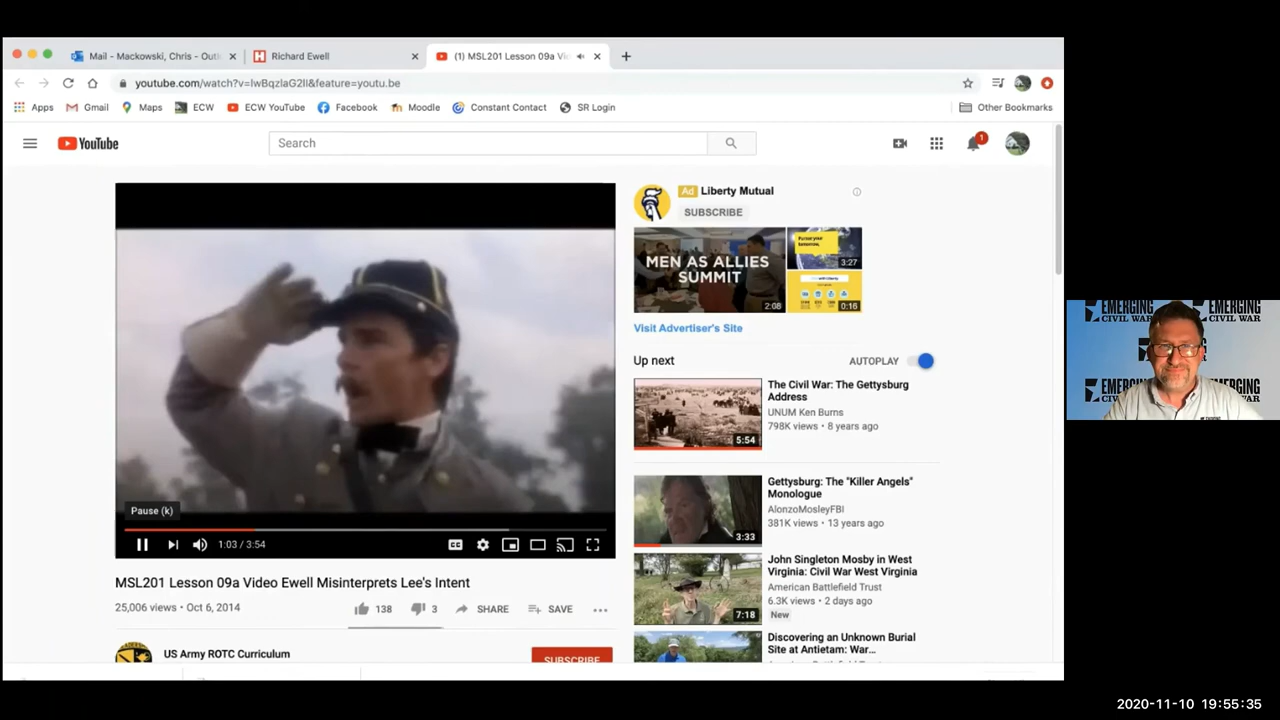 Mail - Mackowski, Chris - Outl
Richard Ewell
(1) MSL201 Lesson 09a Vid
youtube.com/watch?v=lwBqzlaG2lI&feature=youtu.be
Apps
Gmail
Maps
ECW
ECW YouTube
Facebook
Moodle
Constant Contact
SR Login
Other Bookmarks
YouTube
Search
1
Ad Liberty Mutual
SUBSCRIBE
MEN AS ALLIES
SUMMIT
2:08
3:27
0:16
Visit Advertiser's Site
Up next
AUTOPLAY
The Civil War: The Gettysburg
Address
UNUM Ken Burns
798K views • 8 years ago
5:54
Gettysburg: The "Killer Angels"
Monologue
AlonzoMosleyFBI
381K views • 13 years ago
3:33
John Singleton Mosby in West
Virginia: Civil War West Virginia
American Battlefield Trust
6.3K views • 2 days ago
New
7:18
Discovering an Unknown Burial
Site at Antietam: War...
Pause (k)
1:03 / 3:54
MSL201 Lesson 09a Video Ewell Misinterprets Lee's Intent
25,006 views • Oct 6, 2014
138
3
SHARE
SAVE
US Army ROTC Curriculum
SUBSCRIBE
EMERGING
CIVIL WAR
EMERGING
CIVIL WAR
2020-11-10 19:55:35